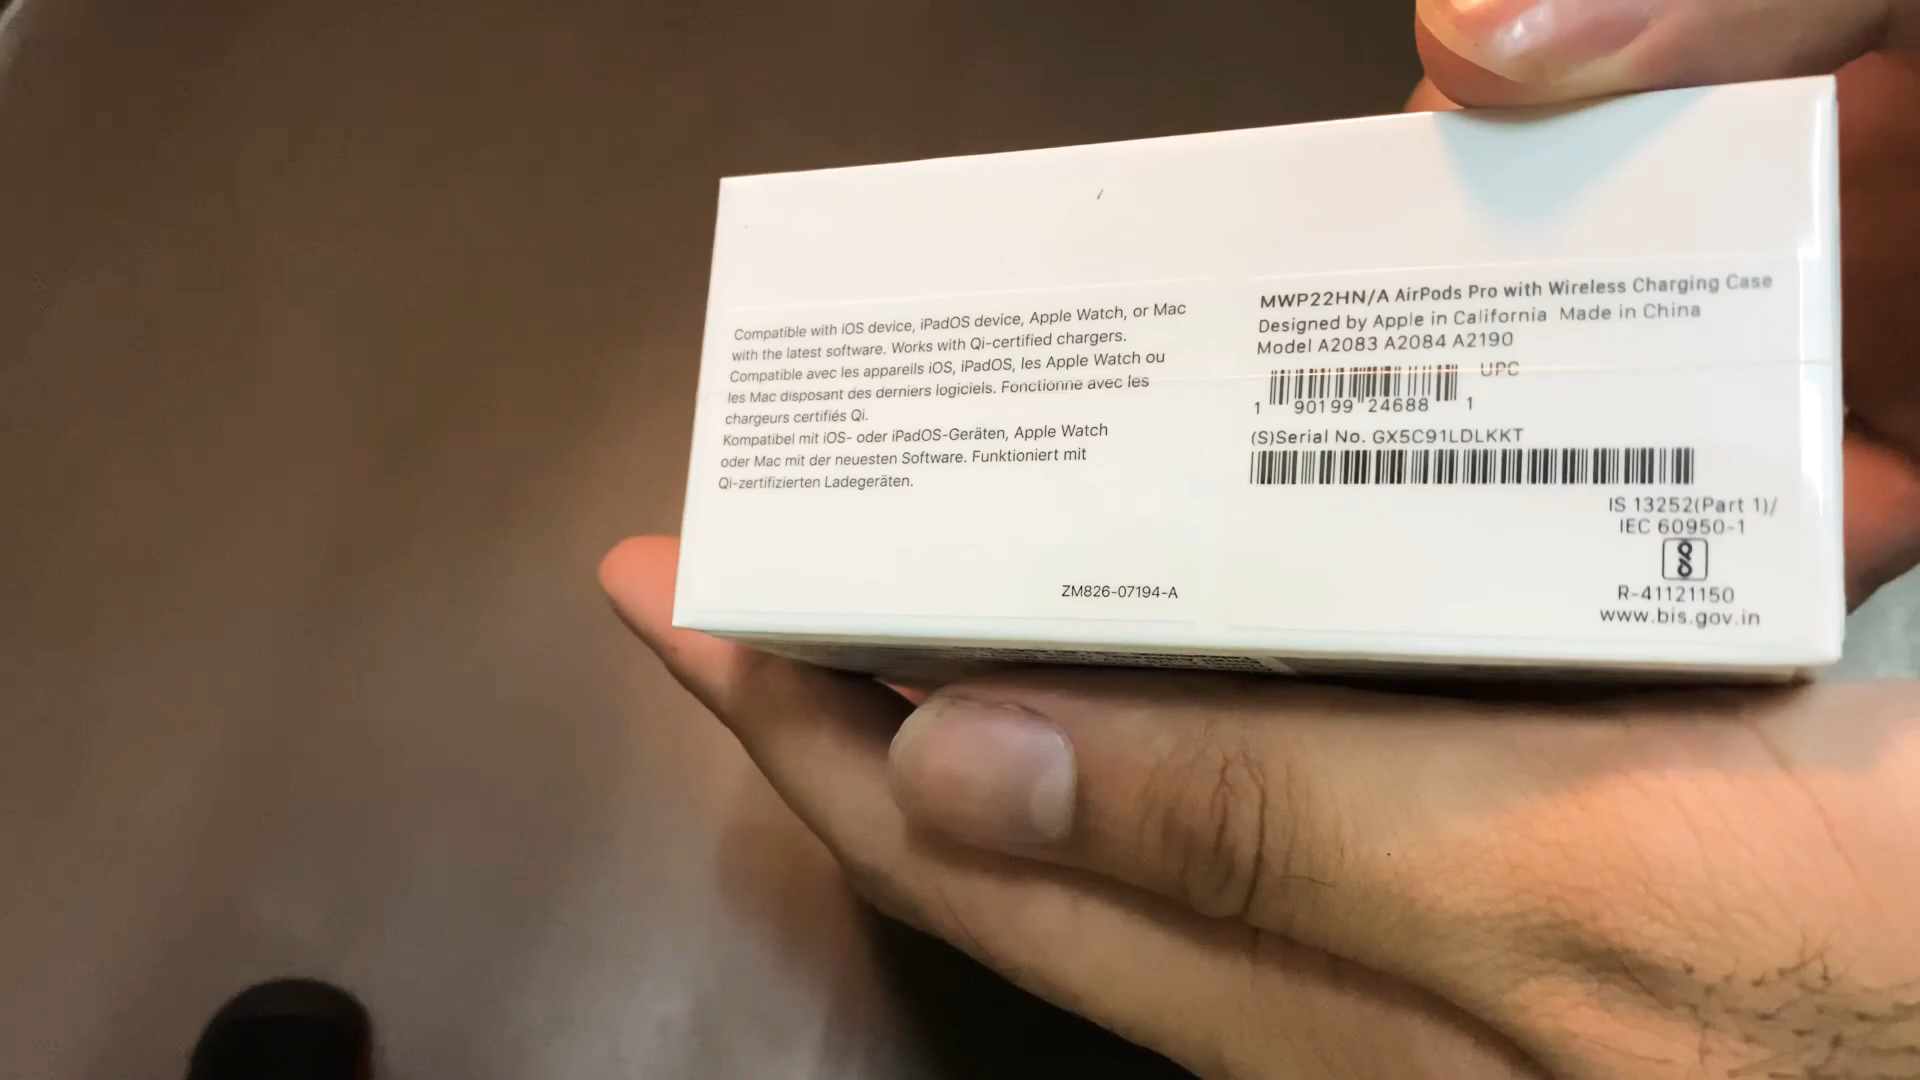 Compatible with iOS device, iPadOS device, Apple Watch, or Mac
with the latest software. Works with Qi-certified chargers.
Compatible avec les appareils iOS, iPadOS, les Apple Watch ou
les Mac disposant des derniers logiciels. Fonctionne avec les
chargeurs certifiés Qi.
Kompatibel mit iOS- oder iPadOS-Geräten, Apple Watch
oder Mac mit der neuesten Software. Funktioniert mit
Qi-zertifizierten Ladegeräten.
ZM826-07194-A
MWP22HN/A AirPods Pro with Wireless Charging Case
Designed by Apple in California Made in China
Model A2083 A2084 A2190
UPC
1 90199 24688 1
(S)Serial No. GX5C91LDLKKT
IS 13252(Part 1)/
IEC 60950-1
R-41121150
www.bis.gov.in